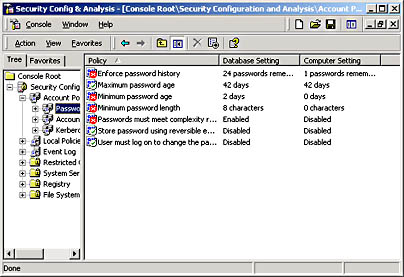 Security Config & Analysis - [Console Root\Security Configuration and Analysis\Account P...
Console Window Help
Action View Favorites
Tree Favorites
Policy Database Setting Computer Setting
Console Root
Security Config
Account Po
Passwo
Accoun
Kerberc
Local Policie
Event Log
Restricted G
System Ser
Registry
File System
Enforce password history 24 passwords reme... 1 passwords remem...
Maximum password age 42 days 42 days
Minimum password age 2 days 0 days
Minimum password length 8 characters 0 characters
Passwords must meet complexity r... Enabled Disabled
Store password using reversible e... Disabled Disabled
User must log on to change the pa... Disabled Disabled
Done